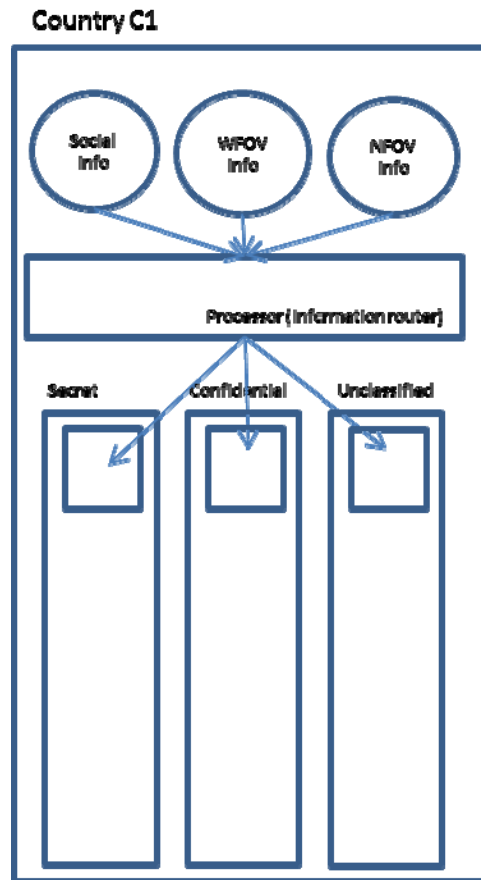 Country C1
Social
Info
WFOV
Info
NFOV
Info
Processor (Information router)
Secret
Confidential
Unclassified